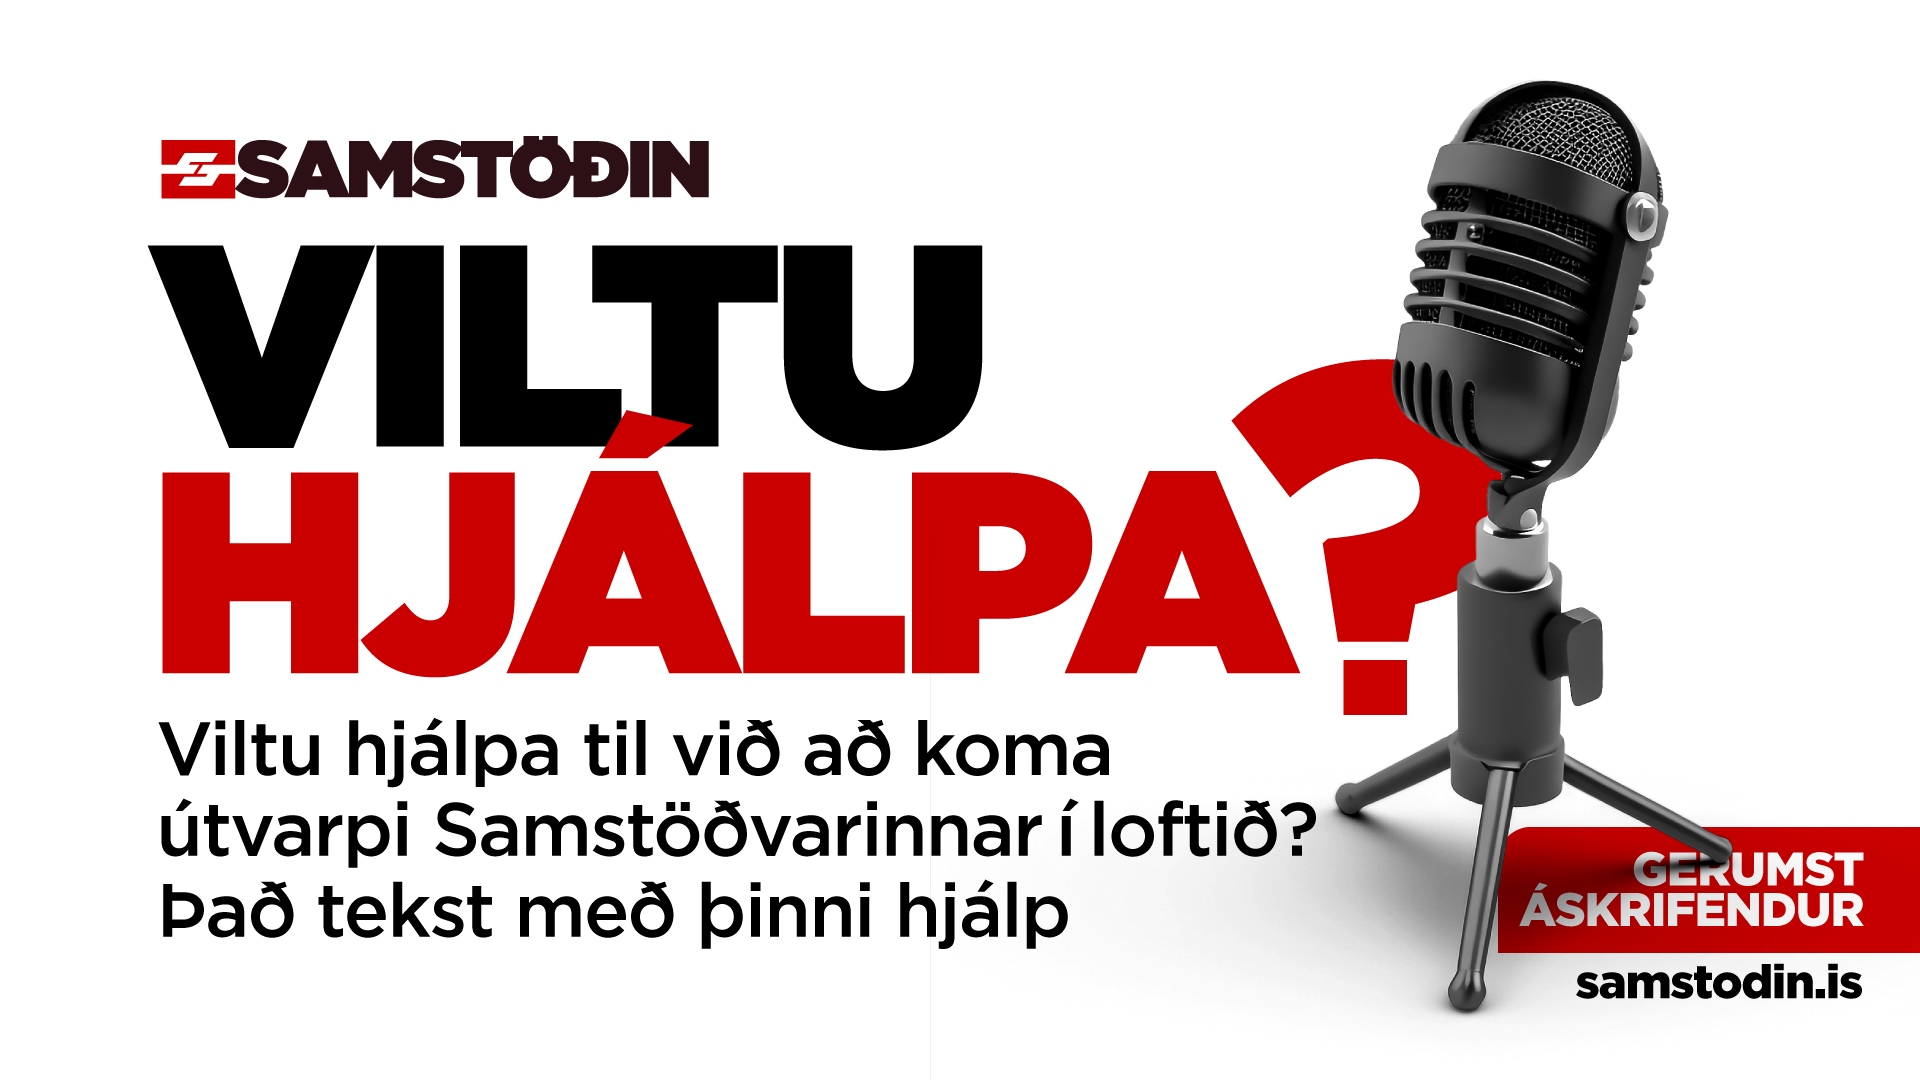 SAMSTÖÐIN
VILTU
HJÁLPA?
Viltu hjálpa til við að koma
útvarpi Samstöðvarinnar í loftið?
Það tekst með þinni hjálp
GERUMST
ÁSKRIFENDUR
samstodin.is